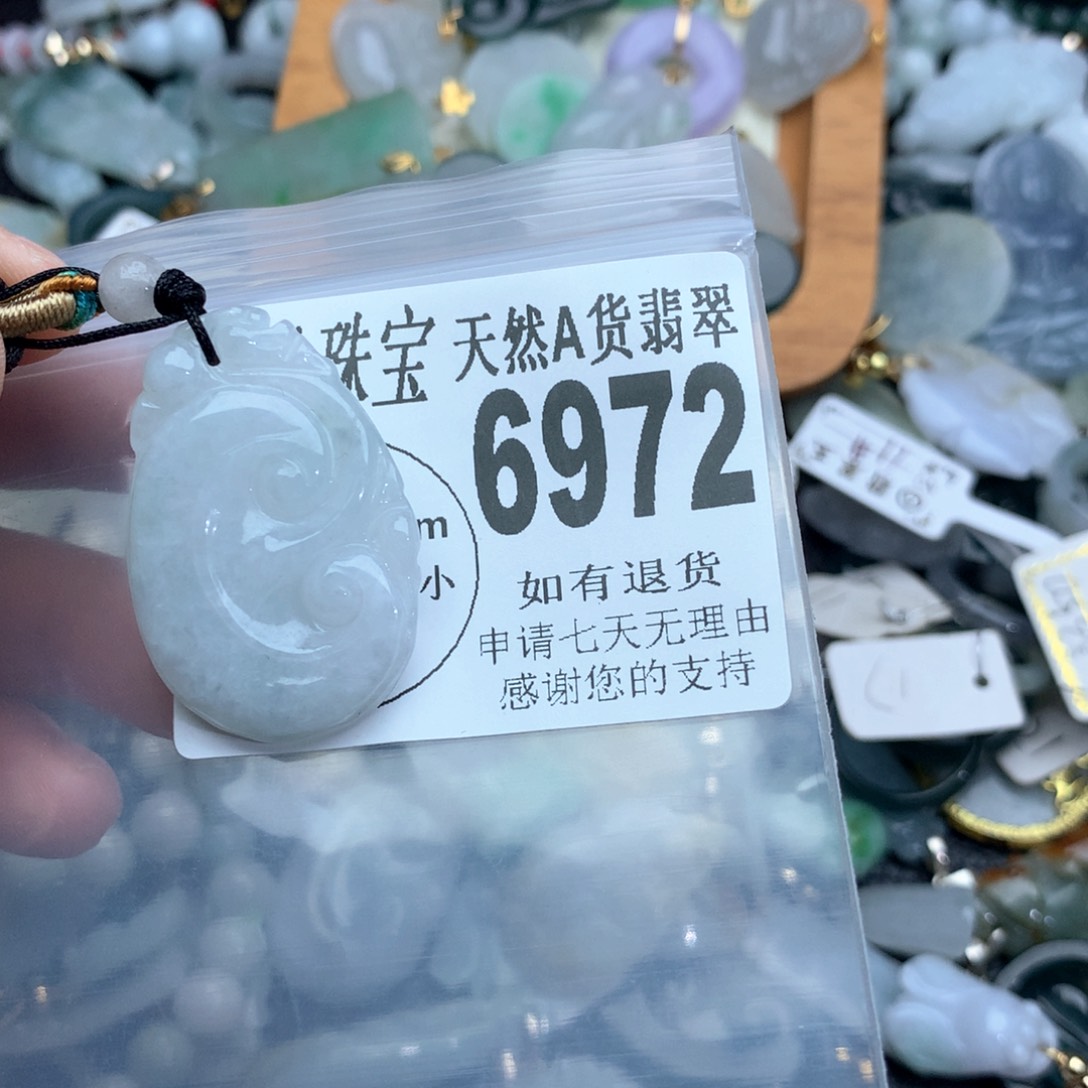 珠宝 天然A货翡翠
6972
m
小
如有退货
申请七天无理由
感谢您的支持